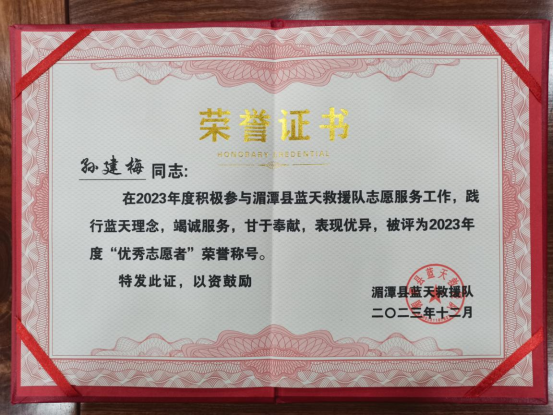 荣誉证书
HONORARY CREDENTIAL
孙建梅 同志：
在2023年度积极参与湄潭县蓝天救援队志愿服务工作，践
行蓝天理念，竭诚服务，甘于奉献，表现优异，被评为2023年
度“优秀志愿者”荣誉称号。
特发此证，以资鼓励
湄潭县蓝天救援队
二〇二三年十二月